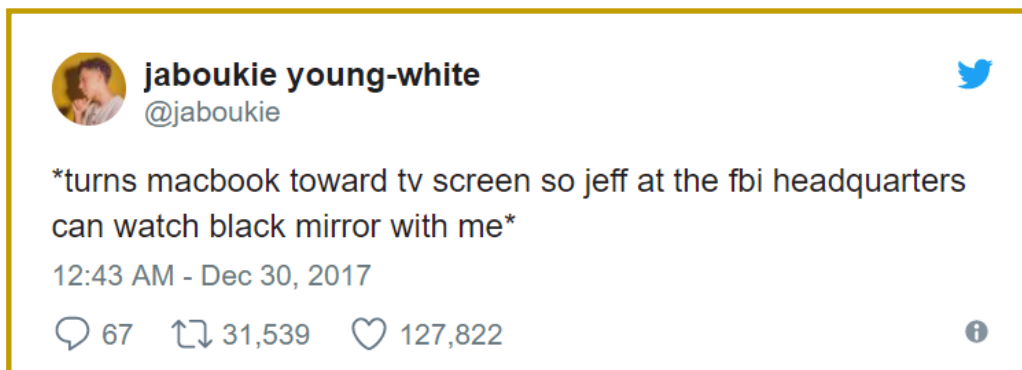 jaboukie young-white
@jaboukie
*turns macbook toward tv screen so jeff at the fbi headquarters
can watch black mirror with me*
12:43 AM - Dec 30, 2017
67 31,539 127,822